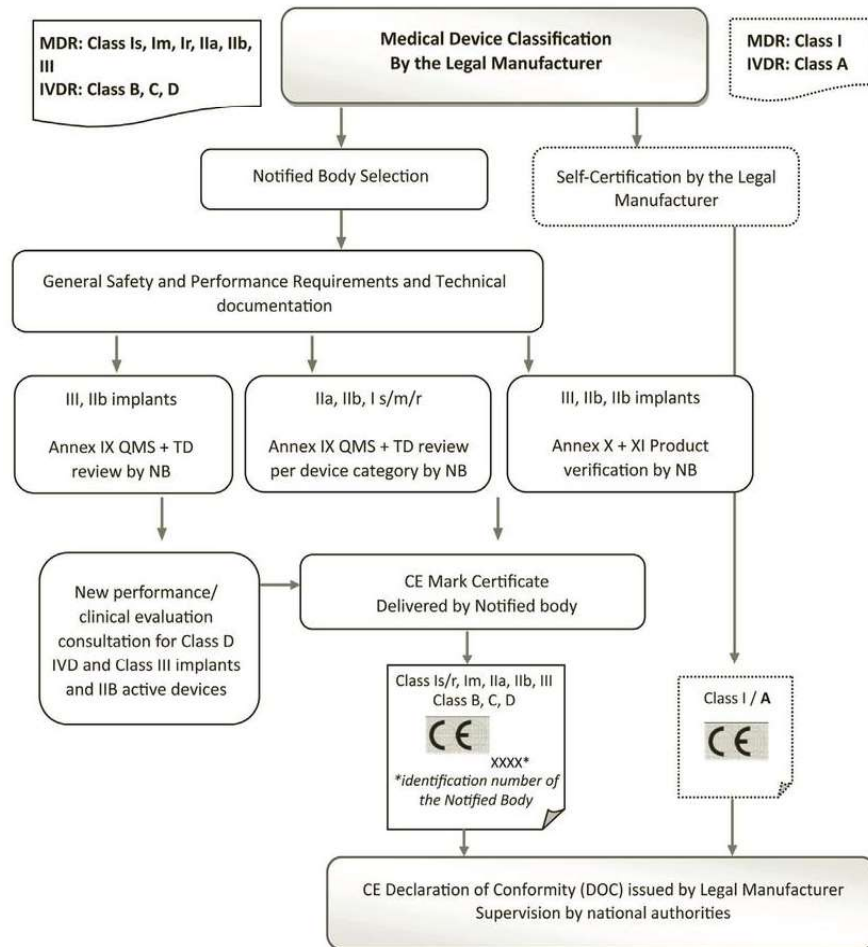 MDR: Class Is, Im, Ir, IIa, IIb,
III
IVDR: Class B, C, D
Medical Device Classification
By the Legal Manufacturer
MDR: Class I
IVDR: Class A
Notified Body Selection
Self-Certification by the Legal
Manufacturer
General Safety and Performance Requirements and Technical
documentation
III, IIb implants
Annex IX QMS + TD
review by NB
IIa, IIb, I s/m/r
Annex IX QMS + TD review
per device category by NB
III, IIb, IIb implants
Annex X + XI Product
verification by NB
New performance/
clinical evaluation
consultation for Class D
IVD and Class III implants
and IIB active devices
CE Mark Certificate
Delivered by Notified body
Class Is/r, Im, IIa, IIb, III
Class B, C, D
CE
XXXX*
*identification number of
the Notified Body
Class I / A
CE
CE Declaration of Conformity (DOC) issued by Legal Manufacturer
Supervision by national authorities